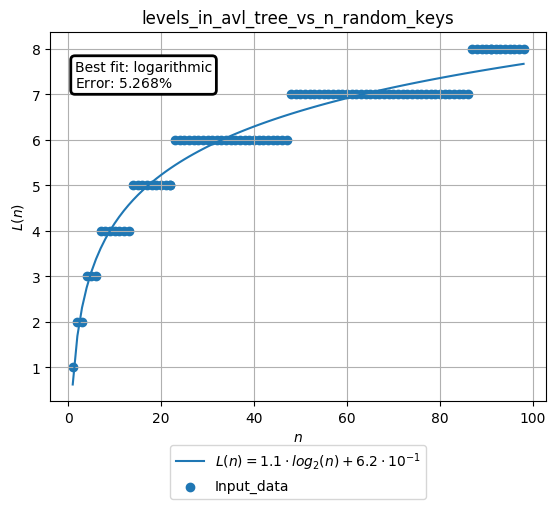 levels_in_avl_tree_vs_n_random_keys
Best fit: logarithmic
Error: 5.268%
L(n)
8
7
6
5
4
3
2
1
0 20 40 60 80 100
n
L(n) = 1.1 · log₂(n) + 6.2 · 10⁻¹
Input_data